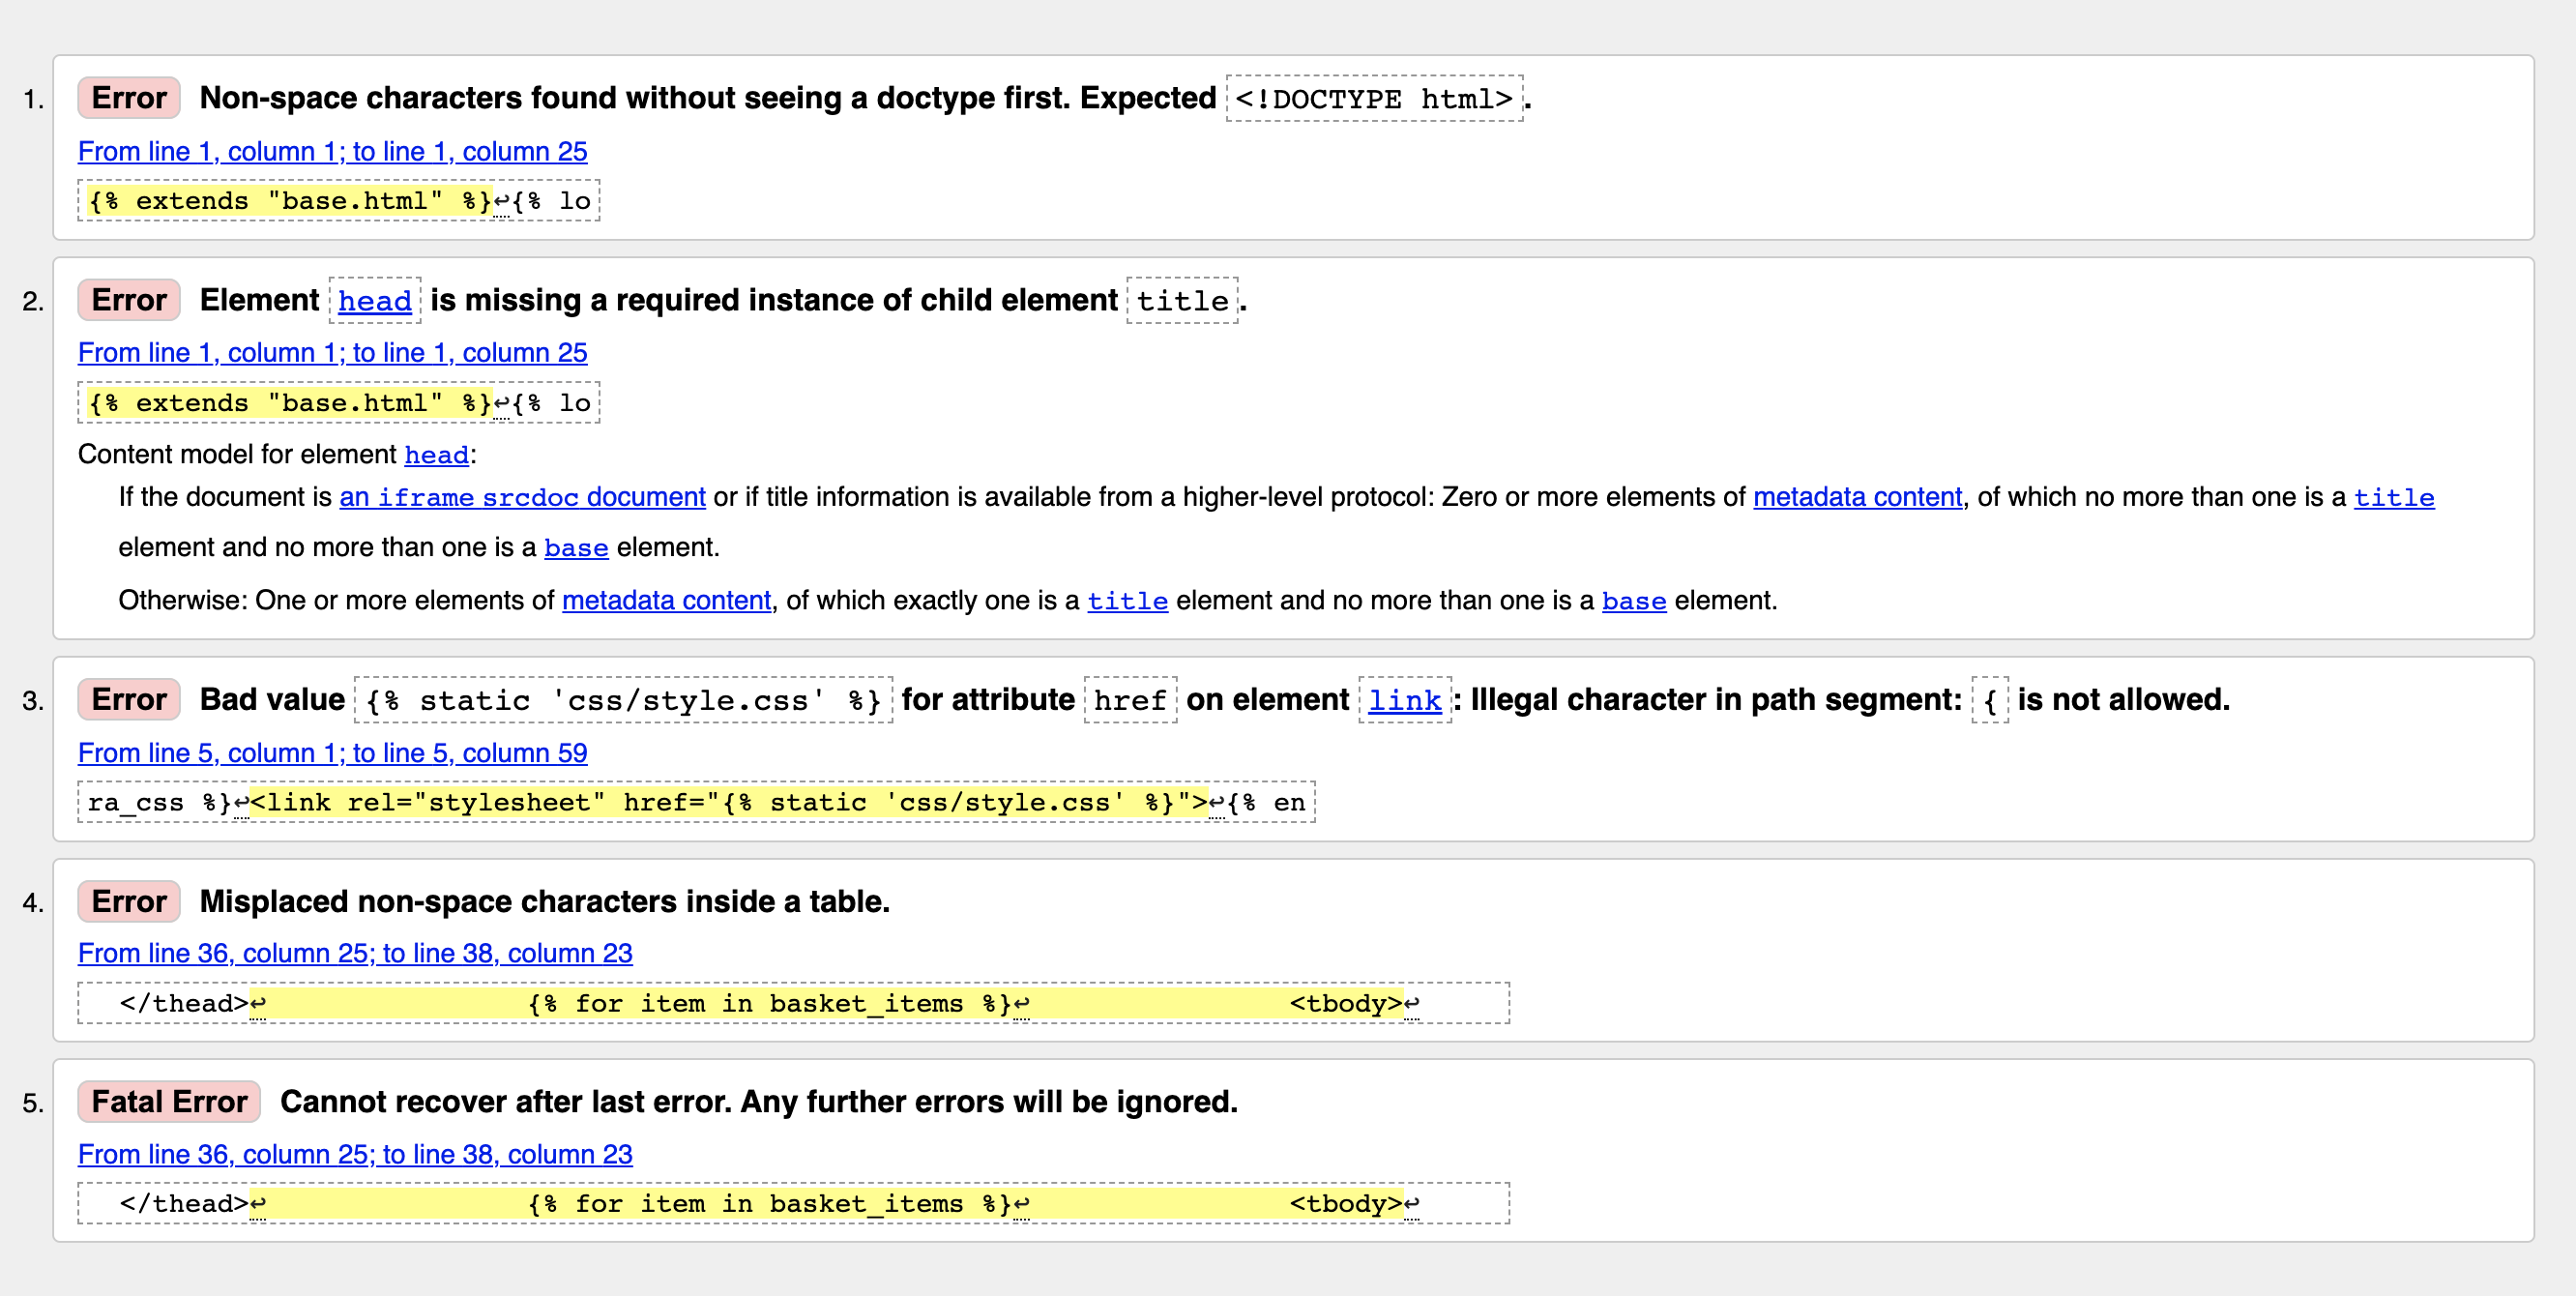 1. Error Non-space characters found without seeing a doctype first. Expected <!DOCTYPE html>.
From line 1, column 1; to line 1, column 25
{% extends "base.html" %}↩{% lo
2. Error Element head is missing a required instance of child element title.
From line 1, column 1; to line 1, column 25
{% extends "base.html" %}↩{% lo
Content model for element head:
If the document is an iframe srcdoc document or if title information is available from a higher-level protocol: Zero or more elements of metadata content, of which no more than one is a title
element and no more than one is a base element.
Otherwise: One or more elements of metadata content, of which exactly one is a title element and no more than one is a base element.
3. Error Bad value {% static 'css/style.css' %} for attribute href on element link: Illegal character in path segment: { is not allowed.
From line 5, column 1; to line 5, column 59
ra_css %}↩<link rel="stylesheet" href="{% static 'css/style.css' %}">↩{% en
4. Error Misplaced non-space characters inside a table.
From line 36, column 25; to line 38, column 23
</thead>↩ {% for item in basket_items %}↩ <tbody>↩
5. Fatal Error Cannot recover after last error. Any further errors will be ignored.
From line 36, column 25; to line 38, column 23
</thead>↩ {% for item in basket_items %}↩ <tbody>↩